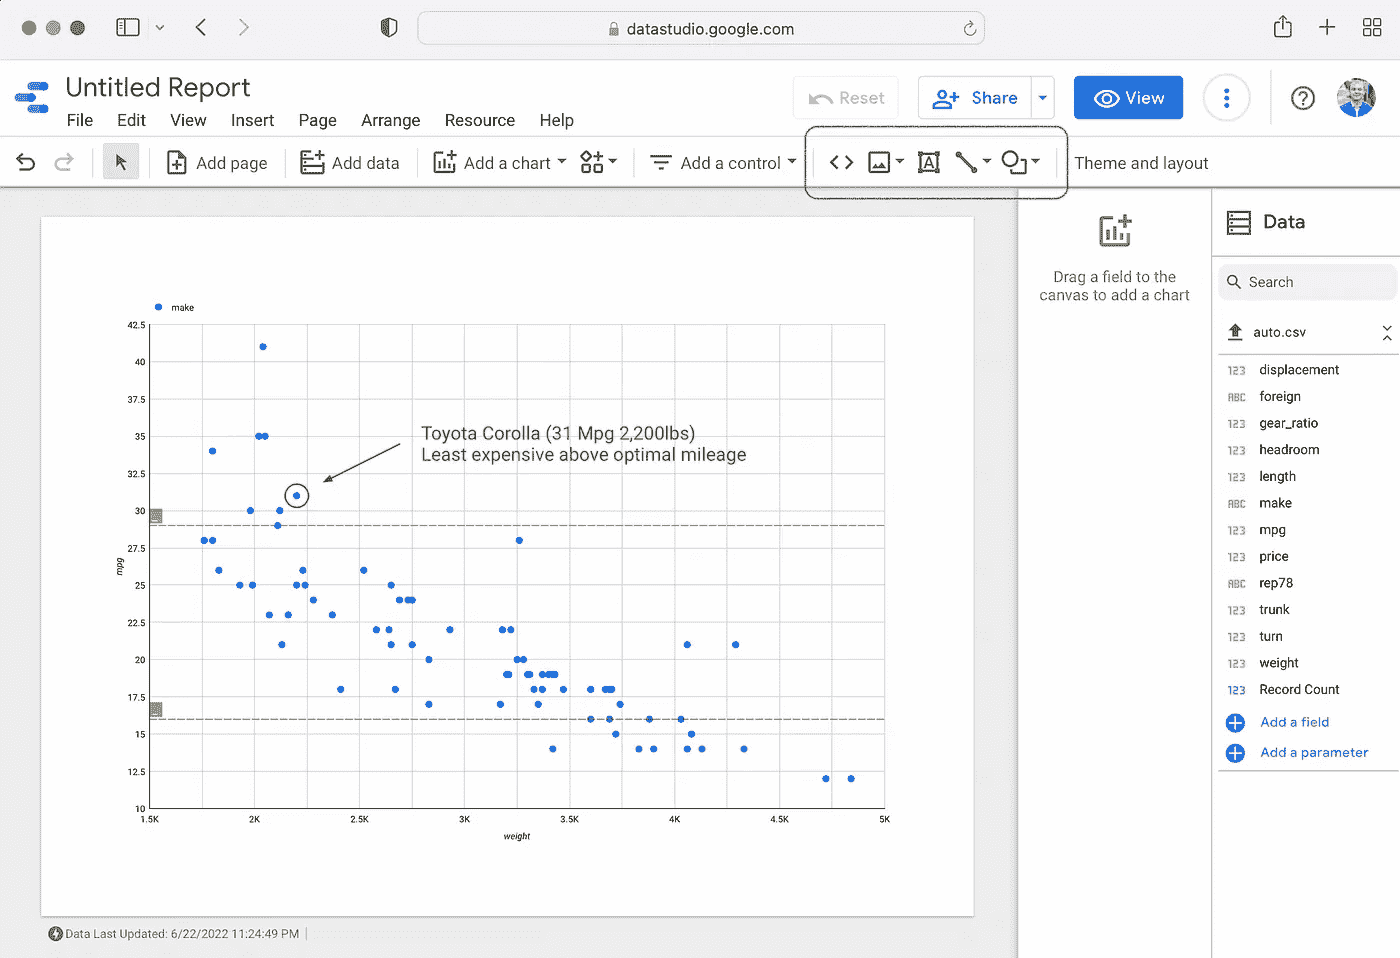 datastudio.google.com
Untitled Report
Reset
Share
View
File Edit View Insert Page Arrange Resource Help
Add page
Add data
Add a chart
Add a control
Theme and layout
Drag a field to the
canvas to add a chart
Data
Search
auto.csv
123 displacement
ABC foreign
123 gear_ratio
123 headroom
123 length
ABC make
123 mpg
123 price
ABC rep78
123 trunk
123 turn
123 weight
123 Record Count
Add a field
Add a parameter
make
42.5
40
37.5
35
32.5
30
27.5
25
22.5
20
17.5
15
12.5
10
mpg
Toyota Corolla (31 Mpg 2,200lbs)
Least expensive above optimal mileage
1.5K 2K 2.5K 3K 3.5K 4K 4.5K 5K
weight
Data Last Updated: 6/22/2022 11:24:49 PM